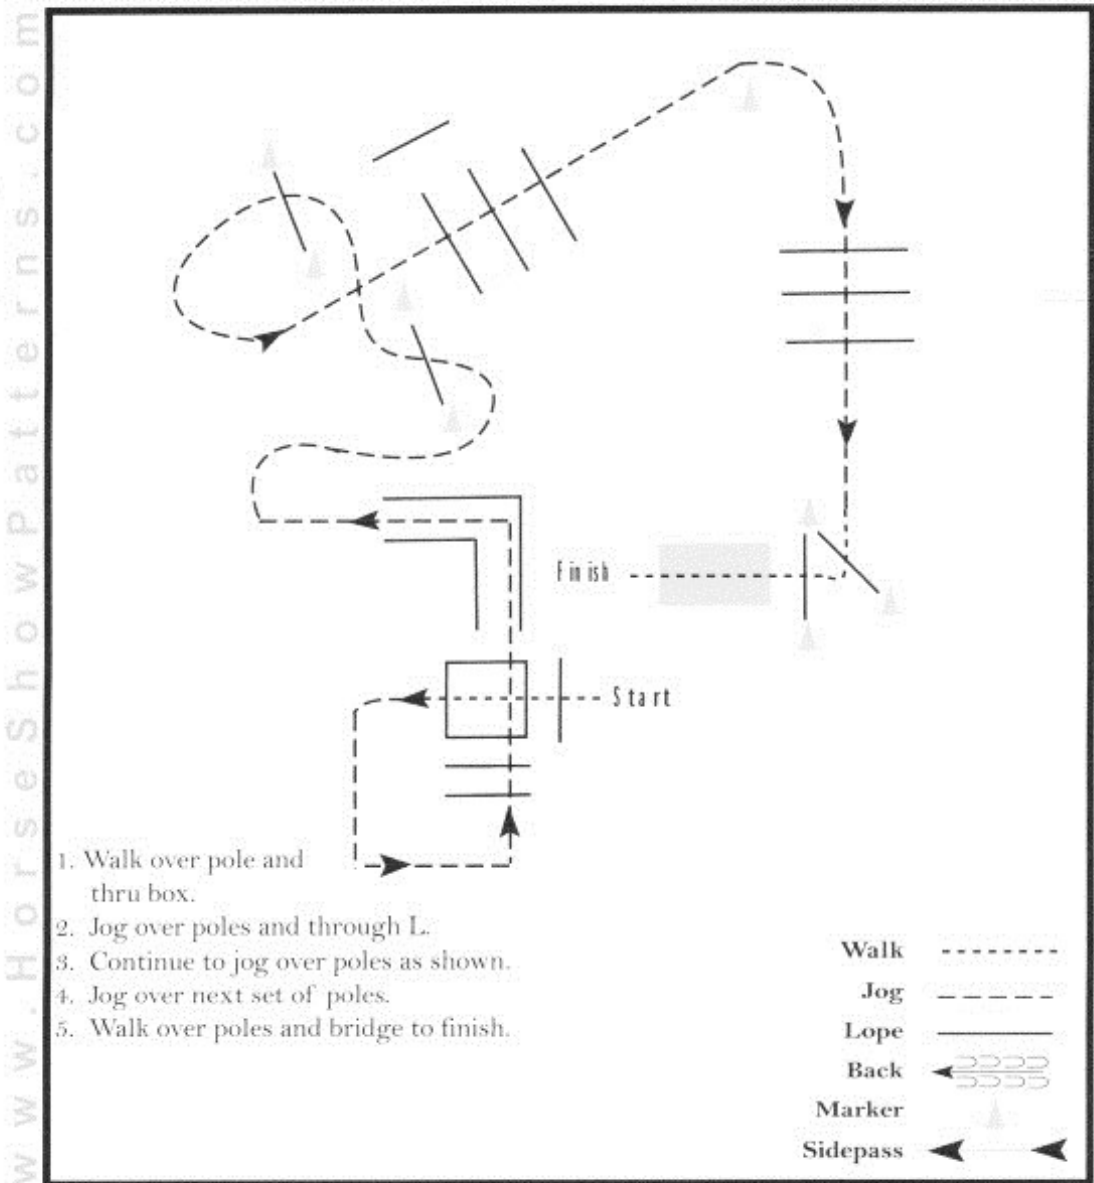 www.HorseShowPatterns.com
Finish
Start
1. Walk over pole and
thru box.
2. Jog over poles and through L.
3. Continue to jog over poles as shown.
4. Jog over next set of poles.
5. Walk over poles and bridge to finish.
Walk
Jog
Lope
Back
Marker
Sidepass